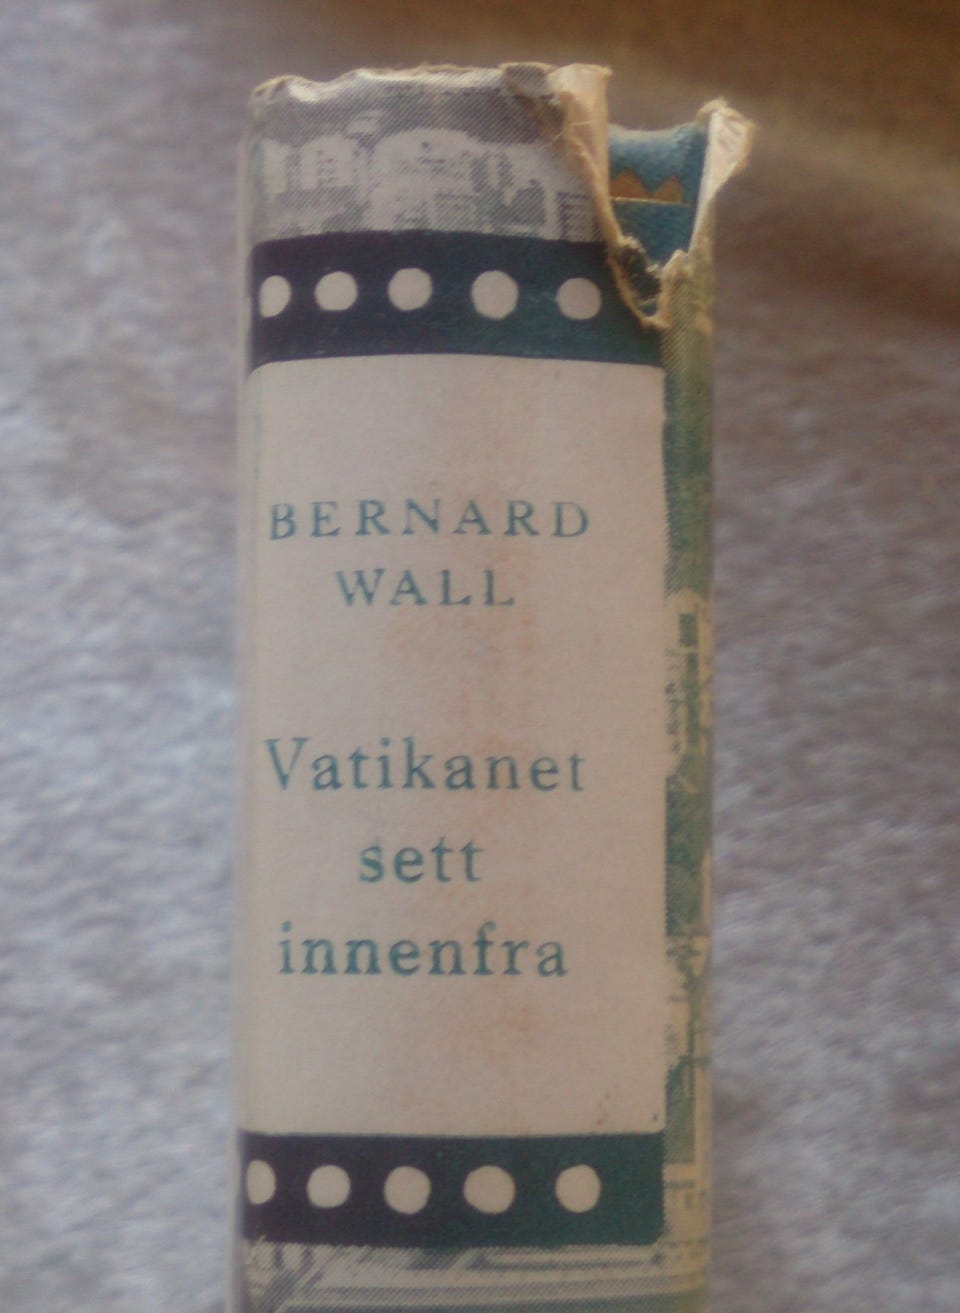 BERNARD
WALL
Vatikanet
sett
innenfra